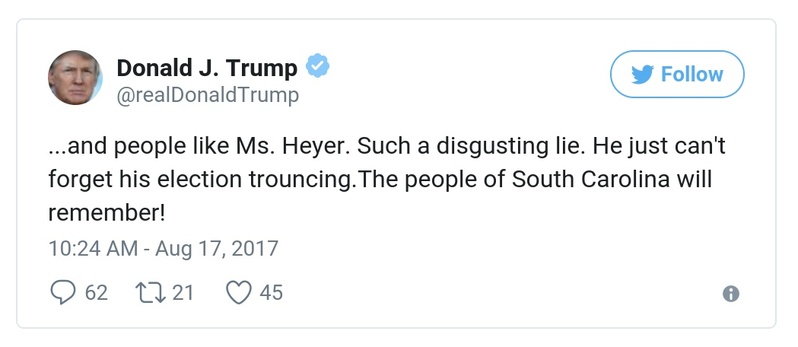 Donald J. Trump
Follow
@realDonaldTrump
...and people like Ms. Heyer. Such a disgusting lie. He just can't
forget his election trouncing.The people of South Carolina will
remember!
10:24 AM - Aug 17, 2017
62 21 45